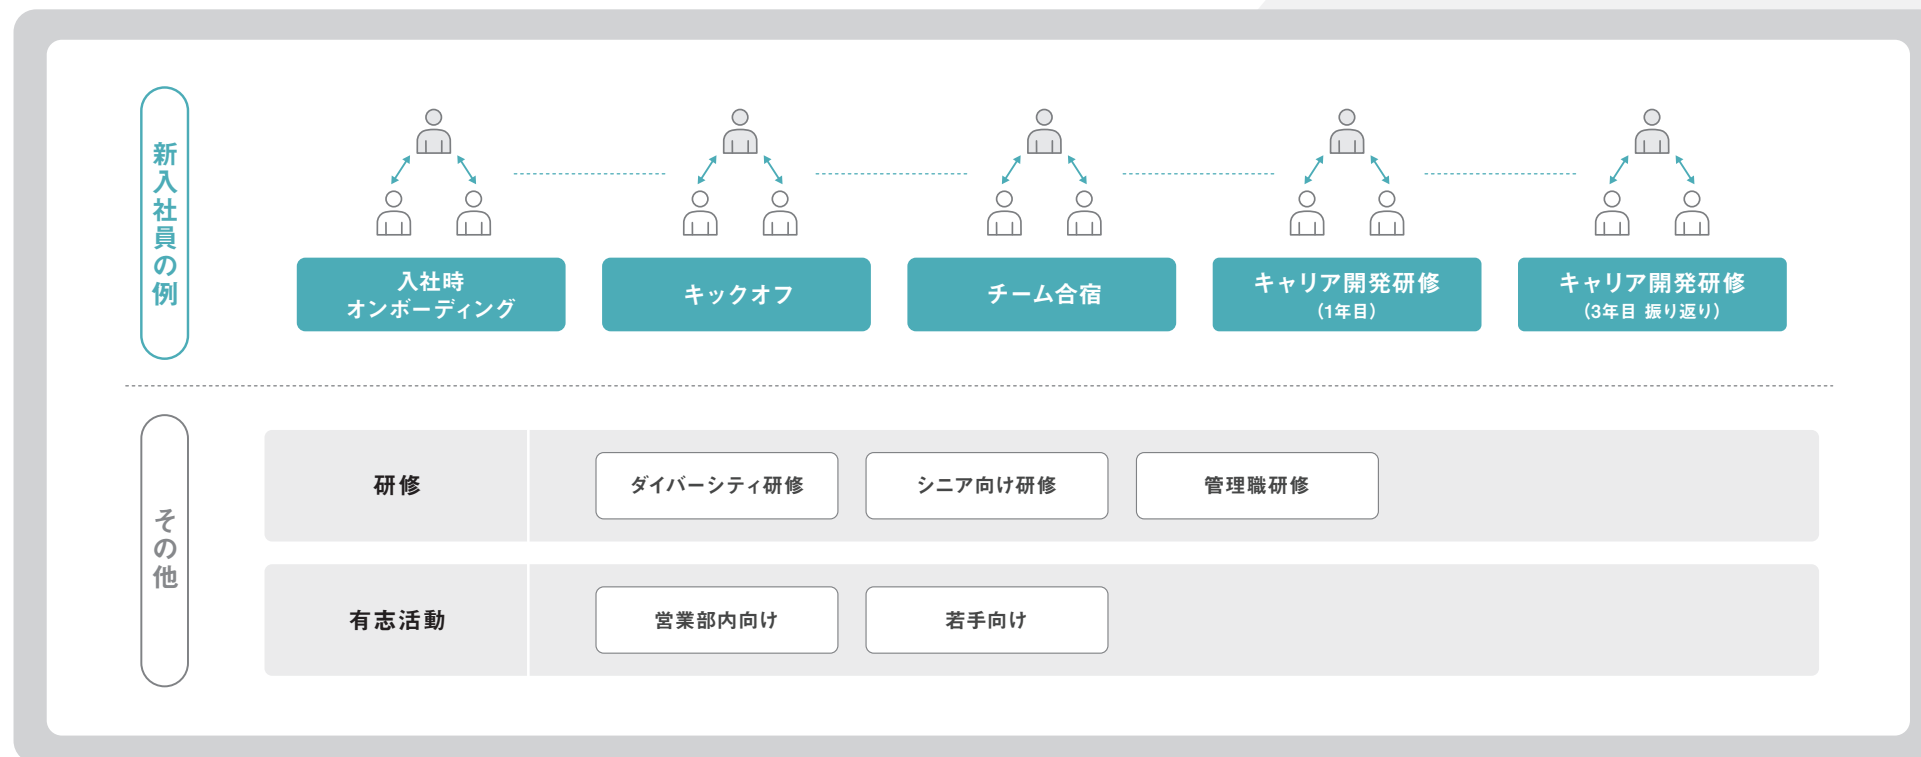 新入社員の例
入社時
オンボーディング
キックオフ
チーム合宿
キャリア開発研修
(1年目)
キャリア開発研修
(3年目 振り返り)
その他
研修
ダイバーシティ研修
シニア向け研修
管理職研修
有志活動
営業部内向け
若手向け